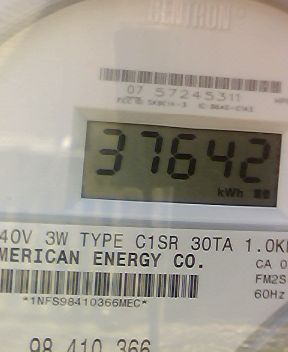 CENTRON®
07 57245311
37642
kWh
40V 3W TYPE C1SR 30TA 1.0K
MERICAN ENERGY CO.
CA 0
FM2S
60Hz
*1NFS98410366MEC*
98 410 366